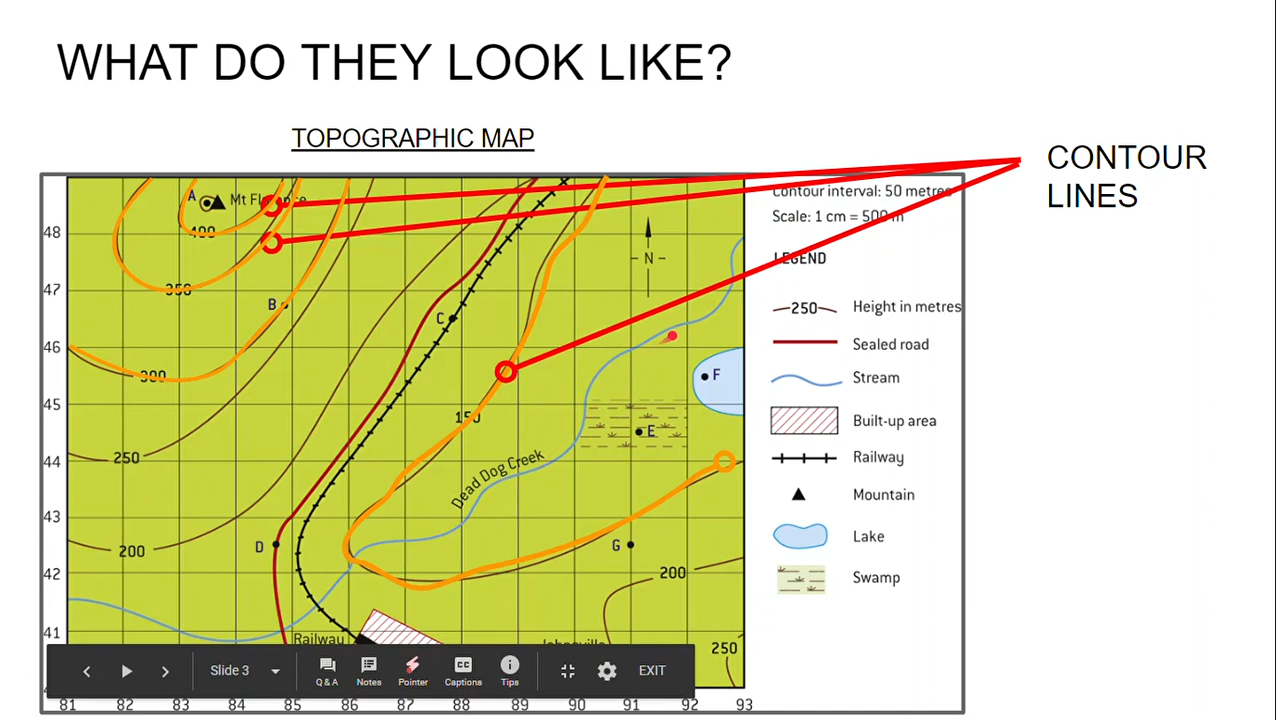 WHAT DO THEY LOOK LIKE?
TOPOGRAPHIC MAP
CONTOUR
LINES
Contour interval: 50 metres
Scale: 1 cm = 500 m
LEGEND
250 Height in metres
Sealed road
Stream
Built-up area
Railway
Mountain
Lake
Swamp
A
Mt Florence
400
350
B
300
250
200
C
150
D
Dead Dog Creek
N
F
E
G
200
250
Railway
48
47
46
45
44
43
42
41
81 82 83 84 85 86 87 88 89 90 91 92 93
Slide 3
Q & A
Notes
Pointer
CC
Captions
Tips
EXIT